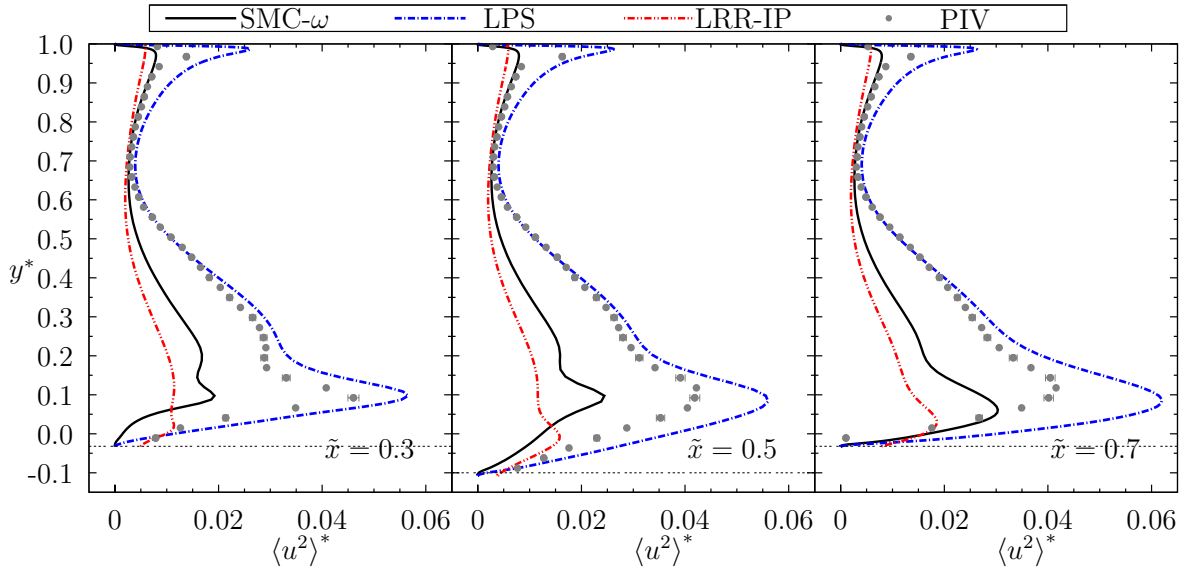 SMC-ω LPS LRR-IP PIV
1.0
0.9
0.8
0.7
0.6
0.5
0.4
0.3
0.2
0.1
0.0
-0.1
y*
x̃ = 0.3 x̃ = 0.5 x̃ = 0.7
0 0.02 0.04 0.06 0 0.02 0.04 0.06 0 0.02 0.04 0.06
⟨u²⟩* ⟨u²⟩* ⟨u²⟩*